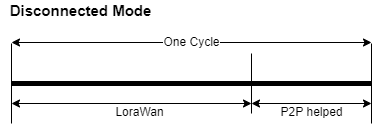 Disconnected Mode
One Cycle
LoraWan
P2P helped